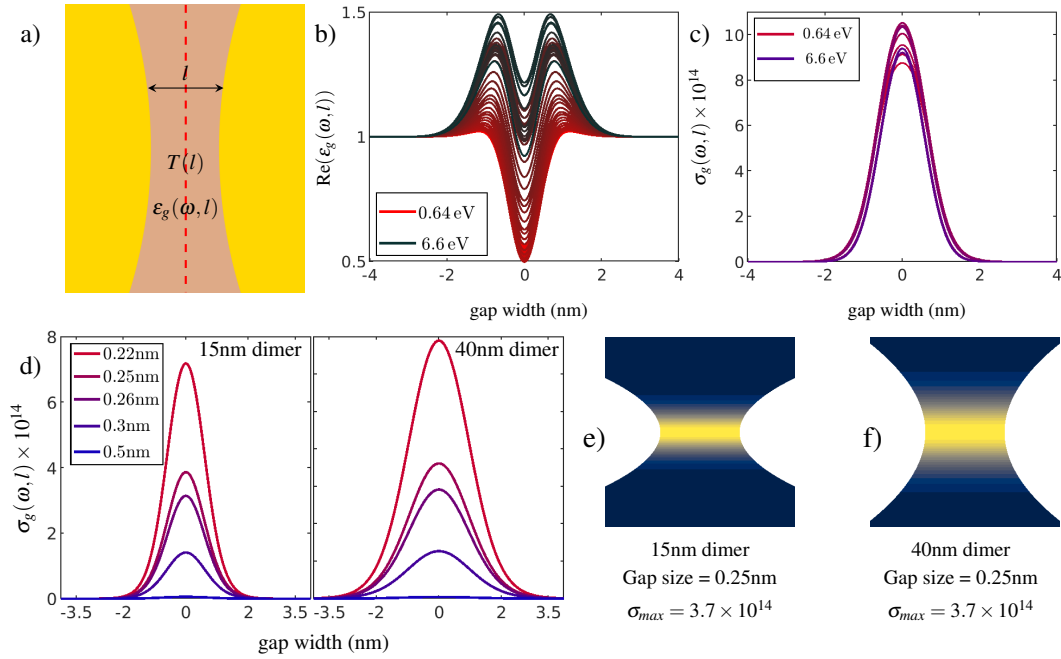 a)
l
T(l)
ε_g(ω, l)
b)
1.5
1
0.5
Re(ε_g(ω, l))
0.64 eV
6.6 eV
-4 -2 0 2 4
gap width (nm)
c)
10
8
6
4
2
0
σ_g(ω, l) × 10^14
0.64 eV
6.6 eV
-4 -2 0 2 4
gap width (nm)
d)
8
6
4
2
0
σ_g(ω, l) × 10^14
0.22nm
0.25nm
0.26nm
0.3nm
0.5nm
15nm dimer
40nm dimer
-3.5 -2 0 2 3.5
-3.5 -2 0 2 3.5
gap width (nm)
e)
15nm dimer
Gap size = 0.25nm
σ_max = 3.7 × 10^14
f)
40nm dimer
Gap size = 0.25nm
σ_max = 3.7 × 10^14